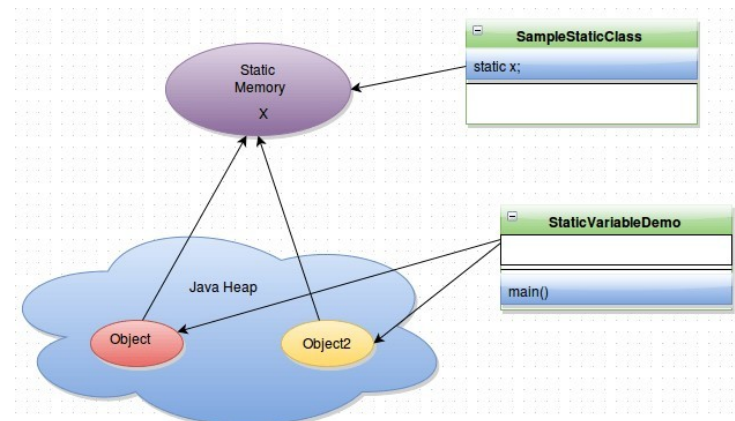 Static
Memory
X
SampleStaticClass
static x;
StaticVariableDemo
main()
Java Heap
Object
Object2